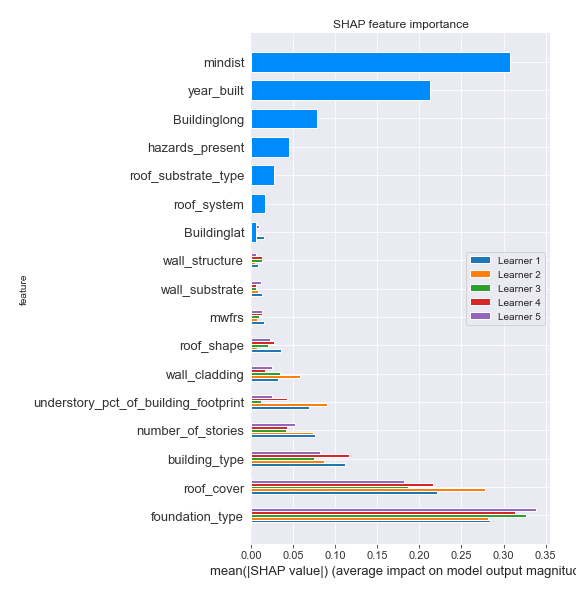 SHAP feature importance
mindist
year_built
Buildinglong
hazards_present
roof_substrate_type
roof_system
Buildinglat
wall_structure
wall_substrate
mwfrs
roof_shape
wall_cladding
understory_pct_of_building_footprint
number_of_stories
building_type
roof_cover
foundation_type
feature
Learner 1
Learner 2
Learner 3
Learner 4
Learner 5
0.00 0.05 0.10 0.15 0.20 0.25 0.30 0.35
mean(|SHAP value|) (average impact on model output magnitud